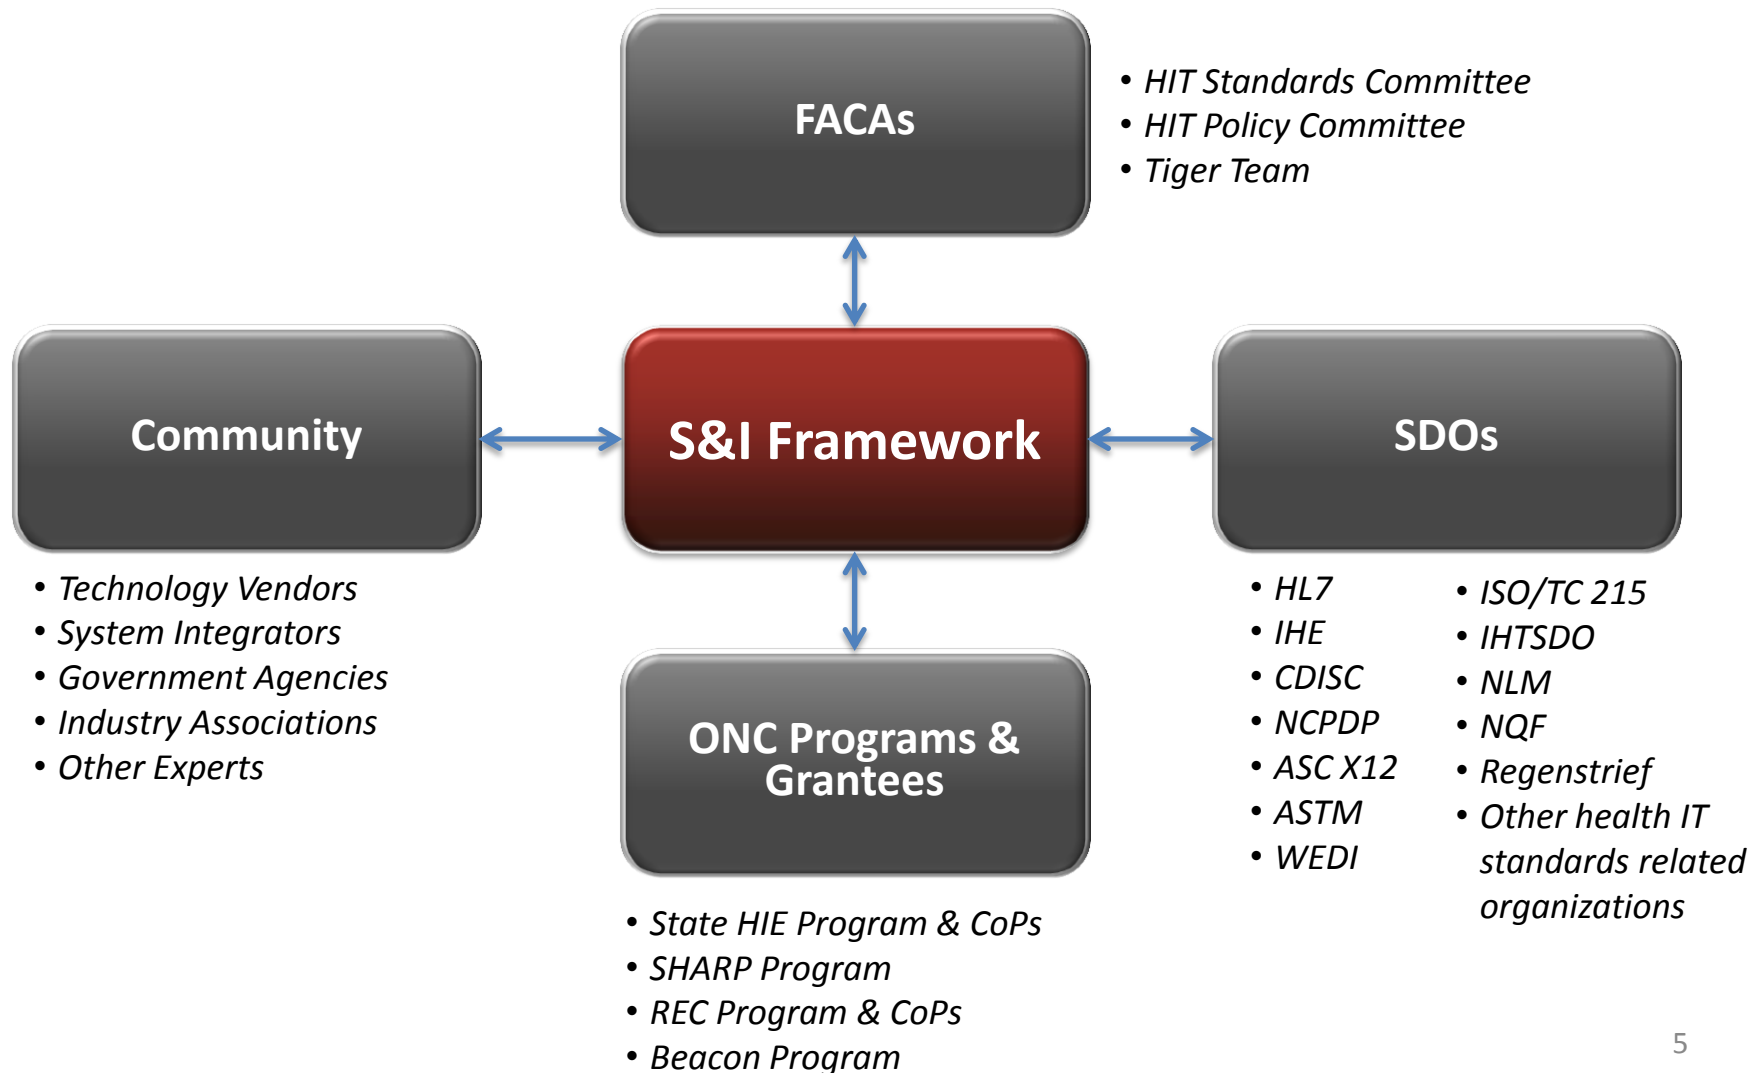 FACAs
• HIT Standards Committee
• HIT Policy Committee
• Tiger Team
Community
S&I Framework
SDOs
• Technology Vendors
• System Integrators
• Government Agencies
• Industry Associations
• Other Experts
ONC Programs &
Grantees
• HL7
• IHE
• CDISC
• NCPDP
• ASC X12
• ASTM
• WEDI
• ISO/TC 215
• IHTSDO
• NLM
• NQF
• Regenstrief
• Other health IT
standards related
organizations
• State HIE Program & CoPs
• SHARP Program
• REC Program & CoPs
• Beacon Program
5